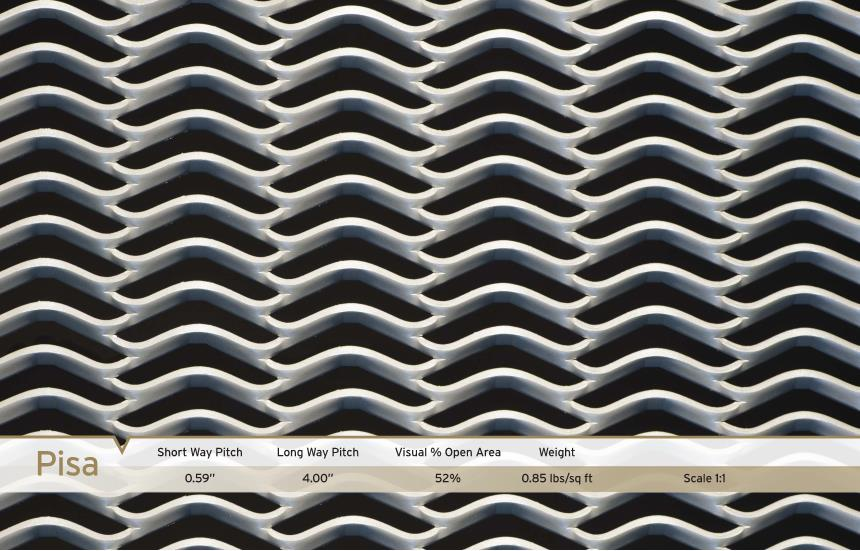 Pisa
Short Way Pitch Long Way Pitch Visual % Open Area Weight
0.59" 4.00" 52% 0.85 lbs/sq ft Scale 1:1